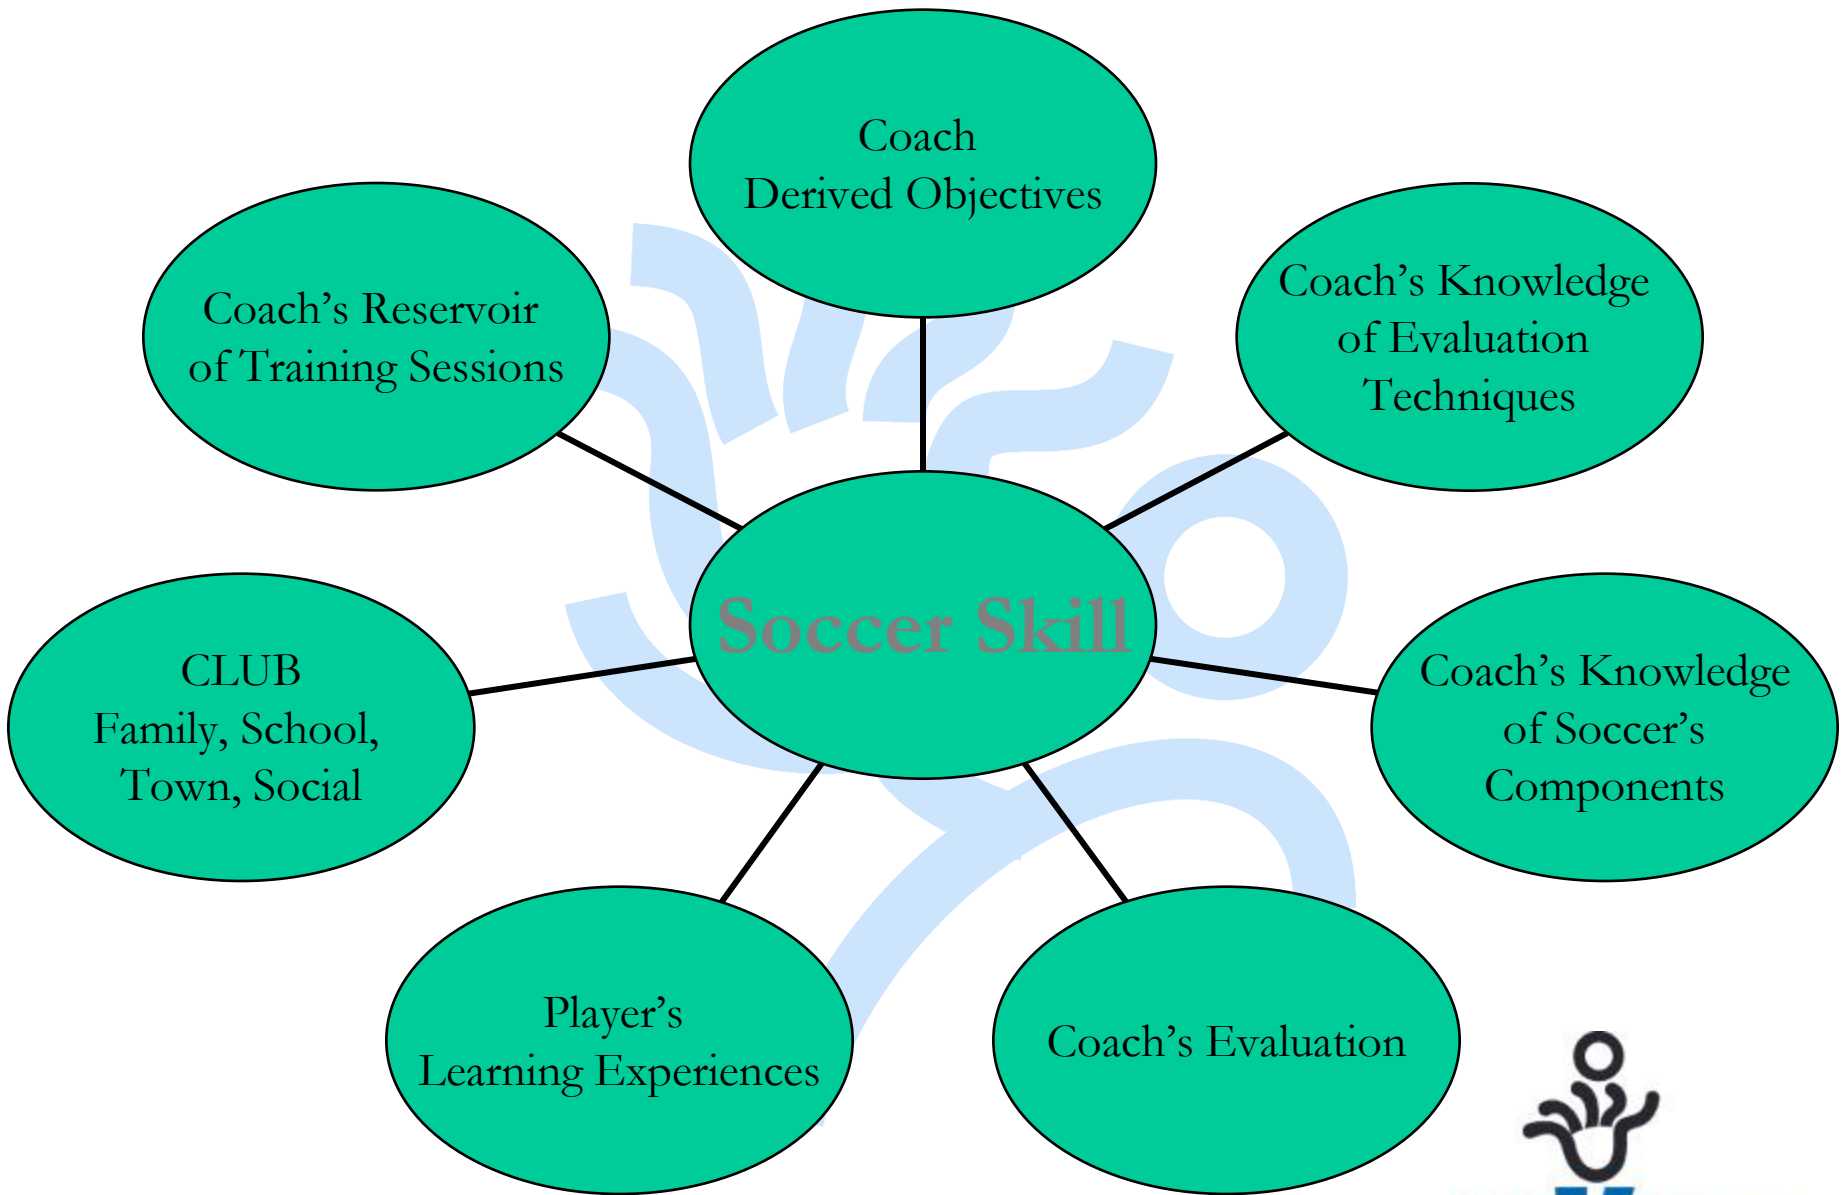 Coach
Derived Objectives
Coach’s Reservoir
of Training Sessions
Coach’s Knowledge
of Evaluation
Techniques
Soccer Skill
CLUB
Family, School,
Town, Social
Coach’s Knowledge
of Soccer’s
Components
Player’s
Learning Experiences
Coach’s Evaluation